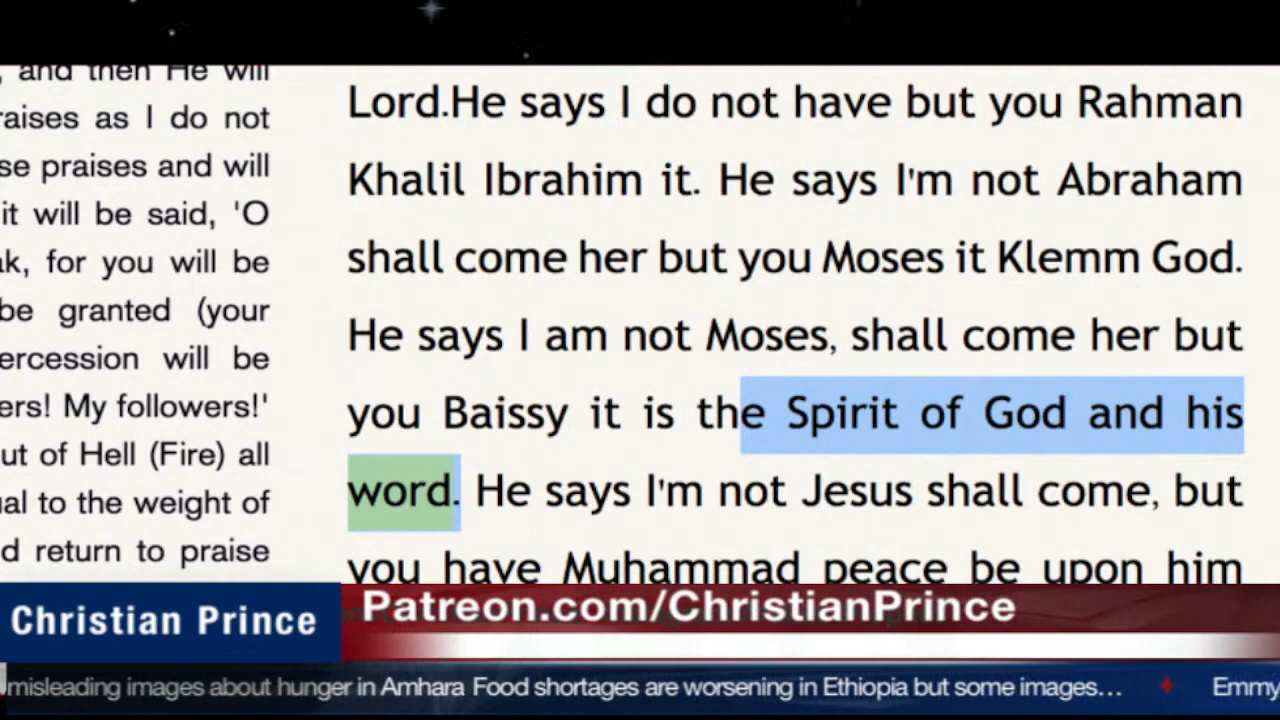 , and then He will
raises as I do not
se praises and will
it will be said, 'O
k, for you will be
be granted (your
ercession will be
ers! My followers!'
ut of Hell (Fire) all
al to the weight of
d return to praise
Lord.He says I do not have but you Rahman
Khalil Ibrahim it. He says I'm not Abraham
shall come her but you Moses it Klemm God.
He says I am not Moses, shall come her but
you Baissy it is the Spirit of God and his
word. He says I'm not Jesus shall come, but
you have Muhammad peace be upon him
Christian Prince
Patreon.com/ChristianPrince
misleading images about hunger in Amhara Food shortages are worsening in Ethiopia but some images... Emmy